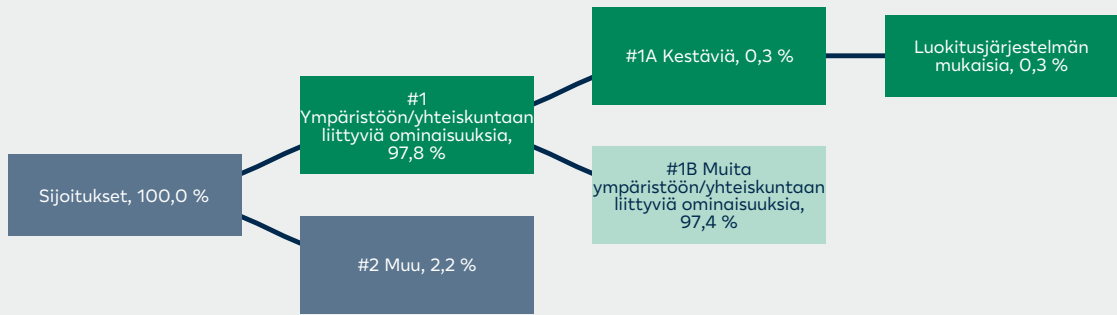 Sijoitukset, 100,0 %
#1
Ympäristöön/yhteiskuntaan
liittyviä ominaisuuksia,
97,8 %
#2 Muu, 2,2 %
#1A Kestäviä, 0,3 %
#1B Muita
ympäristöön/yhteiskuntaan
liittyviä ominaisuuksia,
97,4 %
Luokitusjärjestelmän
mukaisia, 0,3 %